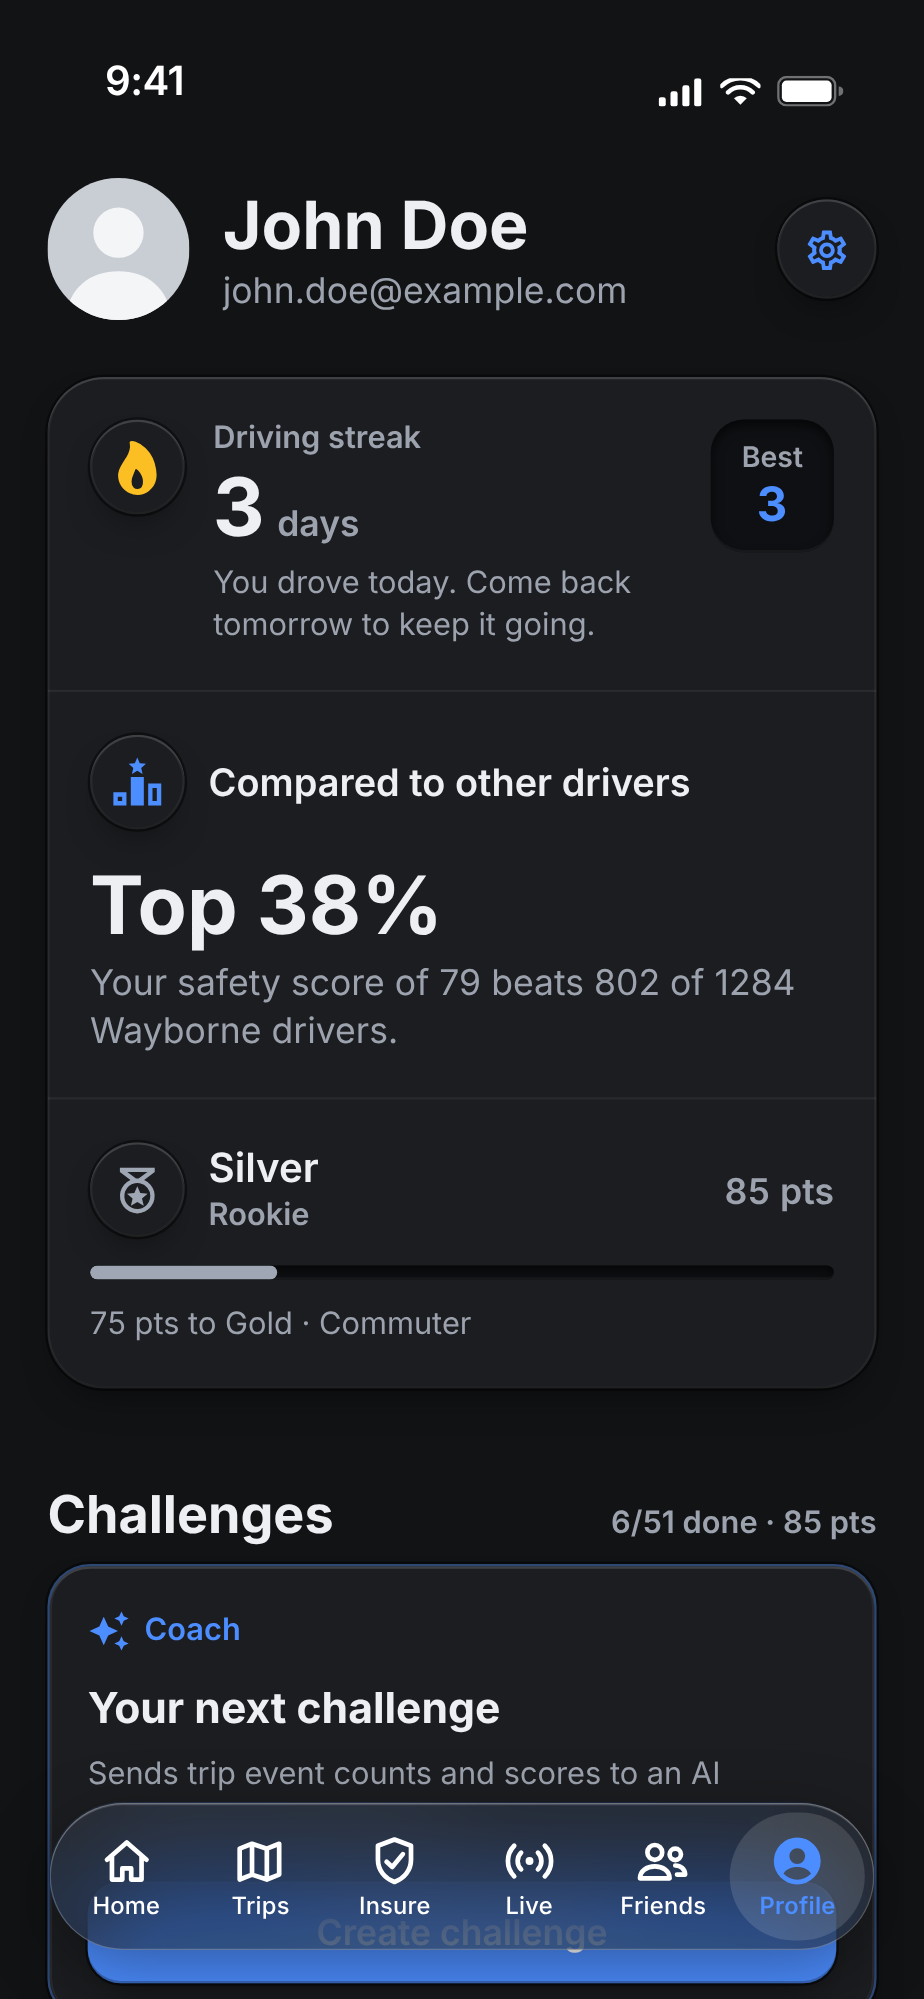 9:41
John Doe
john.doe@example.com
Driving streak
Best
3 days
3
You drove today. Come back
tomorrow to keep it going.
Compared to other drivers
Top 38%
Your safety score of 79 beats 802 of 1284
Wayborne drivers.
Silver
Rookie
85 pts
75 pts to Gold · Commuter
Challenges
6/51 done · 85 pts
Coach
Your next challenge
Sends trip event counts and scores to an AI
Home
Trips
Insure
Live
Friends
Profile
Create challenge